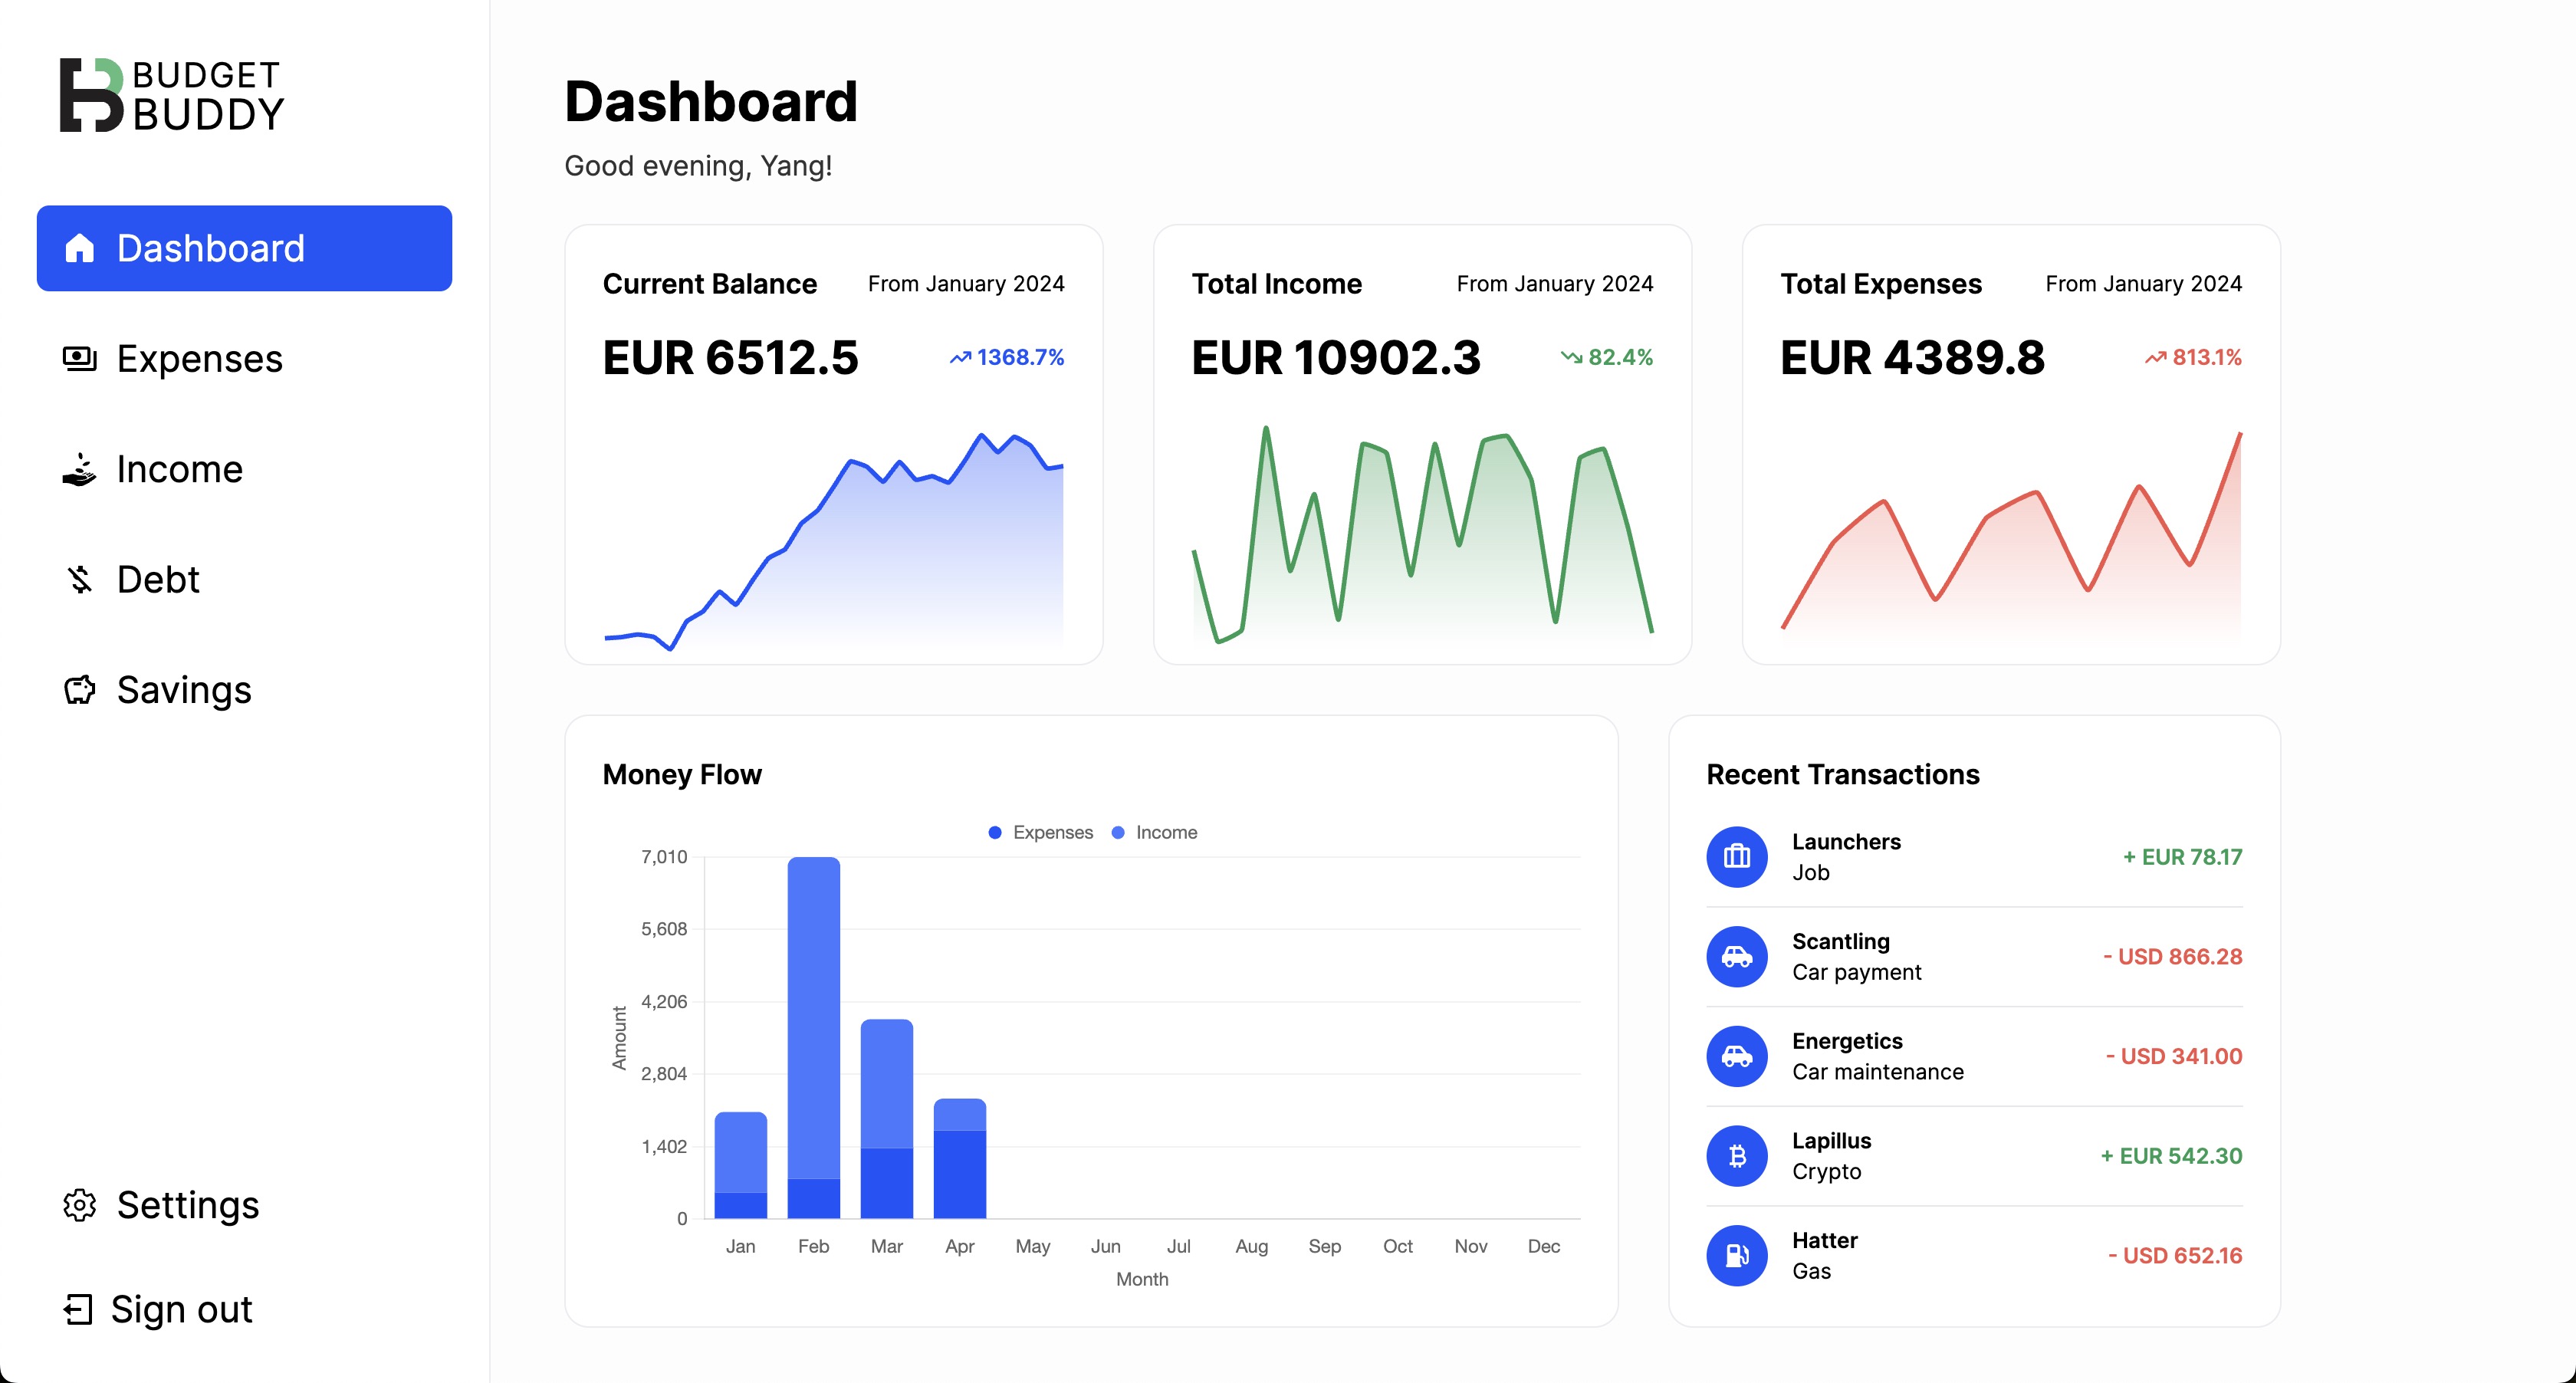 BUDGET
BUDDY
Dashboard
Expenses
Income
Debt
Savings
Settings
Sign out
Dashboard
Good evening, Yang!
Current Balance From January 2024
EUR 6512.5 1368.7%
Total Income From January 2024
EUR 10902.3 82.4%
Total Expenses From January 2024
EUR 4389.8 813.1%
Money Flow
Expenses Income
7,010
5,608
4,206
2,804
1,402
0
Amount
Jan Feb Mar Apr May Jun Jul Aug Sep Oct Nov Dec
Month
Recent Transactions
Launchers
Job
+ EUR 78.17
Scantling
Car payment
- USD 866.28
Energetics
Car maintenance
- USD 341.00
Lapillus
Crypto
+ EUR 542.30
Hatter
Gas
- USD 652.16